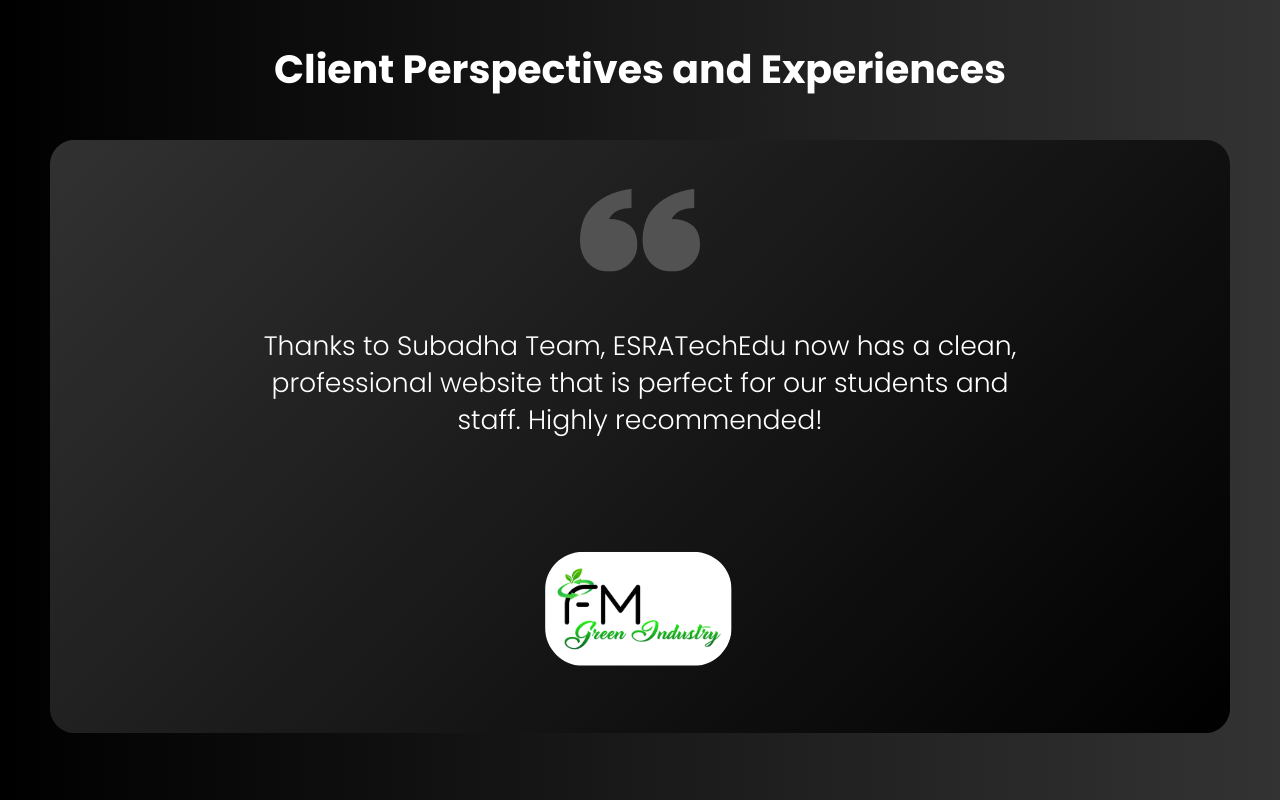 Client Perspectives and Experiences
Thanks to Subadha Team, ESRATechEdu now has a clean,
professional website that is perfect for our students and
staff. Highly recommended!
FM
Green Industry